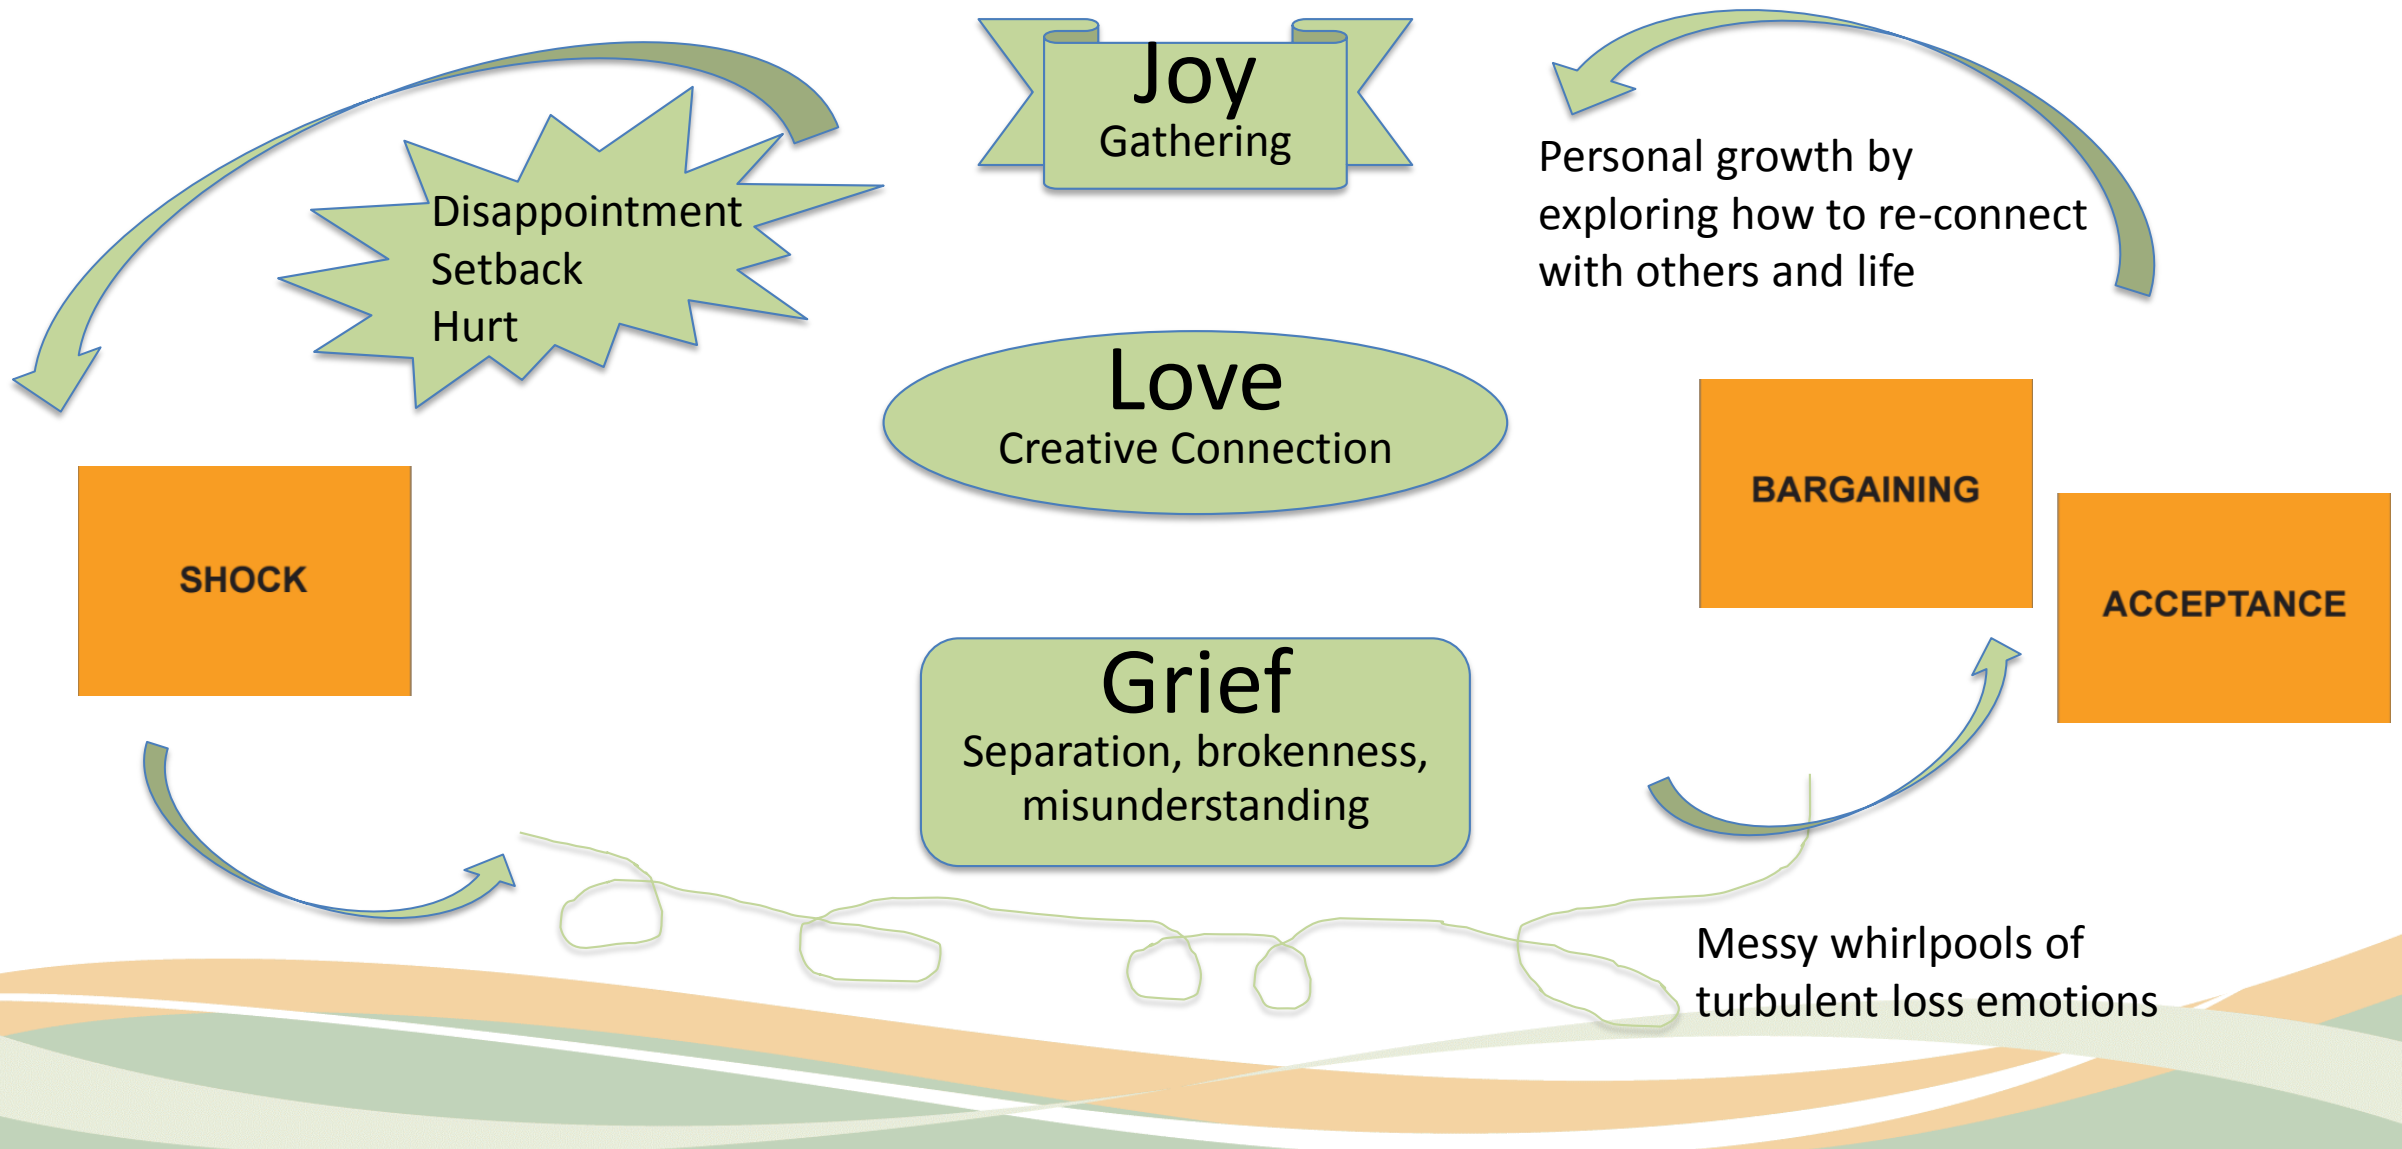 Joy
Gathering
Disappointment
Setback
Hurt
Personal growth by
exploring how to re-connect
with others and life
Love
Creative Connection
SHOCK
BARGAINING
ACCEPTANCE
Grief
Separation, brokenness,
misunderstanding
Messy whirlpools of
turbulent loss emotions